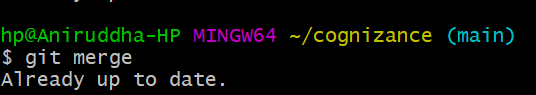 hp@Aniruddha-HP MINGW64 ~/cognizance (main)
$ git merge
Already up to date.